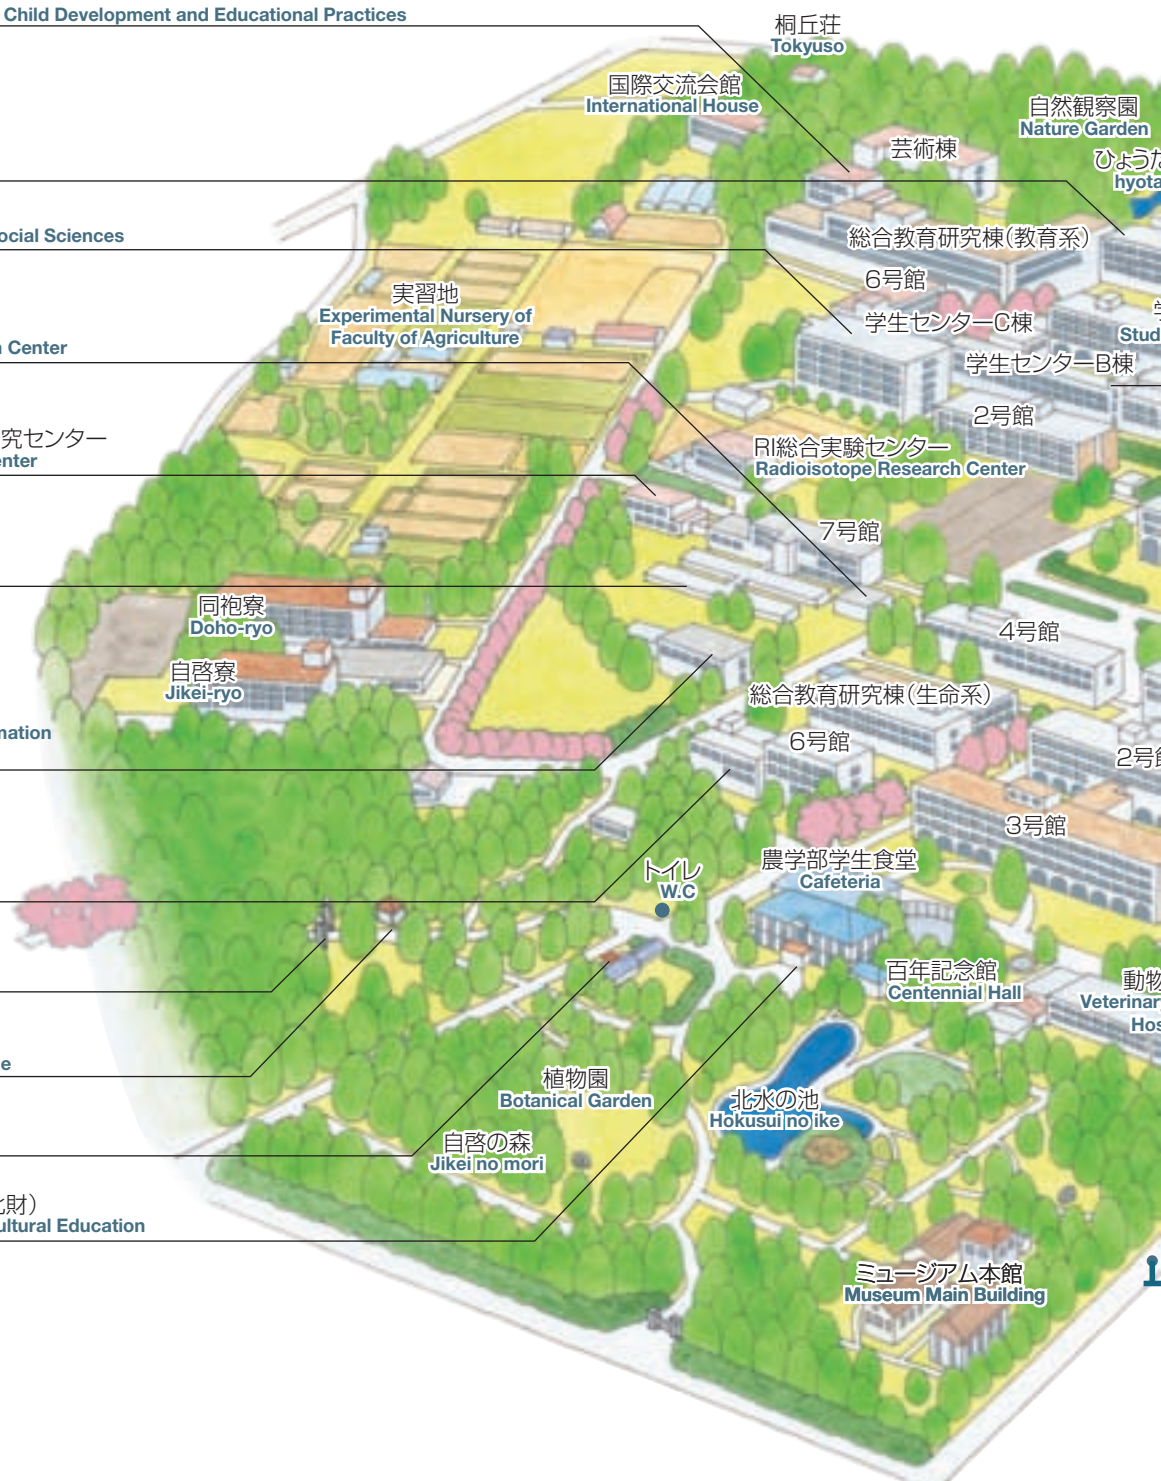 Child Development and Educational Practices
桐丘荘
Tokyuso
国際交流会館
International House
自然観察園
Nature Garden
芸術棟
ひょうた
hyota
ocial Sciences
総合教育研究棟(教育系)
6号館
実習地
Experimental Nursery of
Faculty of Agriculture
学生センターC棟
学
Stud
Center
学生センターB棟
2号館
究センター
enter
RI総合実験センター
Radioisotope Research Center
7号館
同袍寮
Doho-ryo
4号館
自啓寮
Jikei-ryo
総合教育研究棟(生命系)
mation
6号館
2号館
3号館
トイレ
W.C
農学部学生食堂
Cafeteria
百年記念館
Centennial Hall
動物
Veterinar
Hos
e
植物園
Botanical Garden
北水の池
Hokusui no ike
自啓の森
Jikei no mori
化財)
ultural Education
ミュージアム本館
Museum Main Building